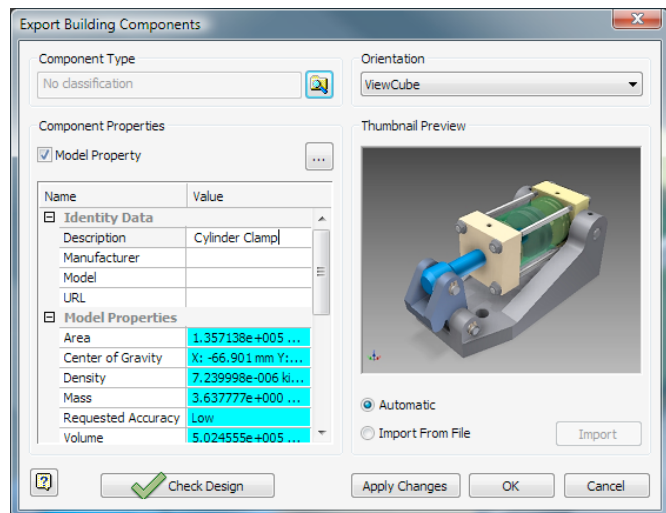 Export Building Components
Component Type
No classification
Orientation
ViewCube
Component Properties
Model Property
...
Thumbnail Preview
Name Value
Identity Data
Description Cylinder Clamp
Manufacturer
Model
URL
Model Properties
Area 1.357138e+005 ...
Center of Gravity X: -66.901 mm Y:...
Density 7.239998e-006 ki...
Mass 3.637777e+000 ...
Requested Accuracy Low
Volume 5.024555e+005 ...
Automatic
Import From File Import
? Check Design Apply Changes OK Cancel